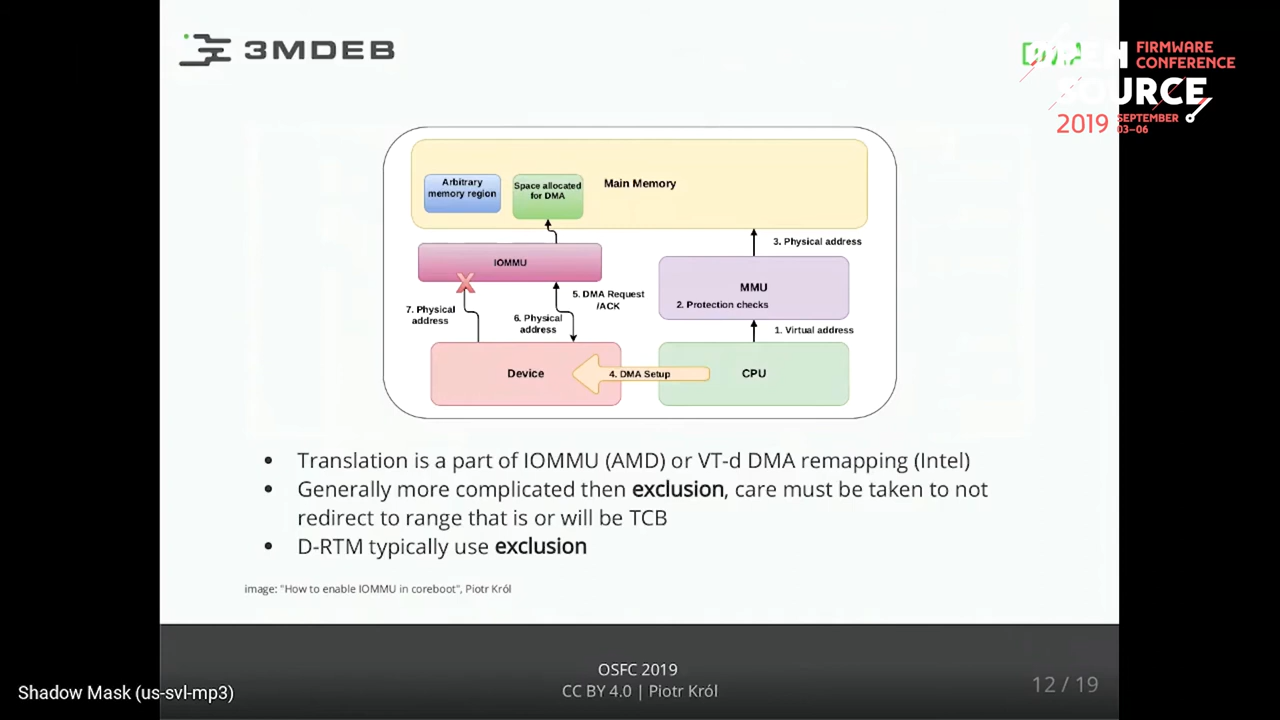 3MDEB
DMA
OPEN
SOURCE
FIRMWARE
CONFERENCE
2019
SEPTEMBER
03–06
Arbitrary
memory region
Space allocated
for DMA
Main Memory
IOMMU
3. Physical address
MMU
2. Protection checks
5. DMA Request
/ACK
7. Physical
address
6. Physical
address
1. Virtual address
Device
4. DMA Setup
CPU
• Translation is a part of IOMMU (AMD) or VT-d DMA remapping (Intel)
• Generally more complicated then exclusion, care must be taken to not
redirect to range that is or will be TCB
• D-RTM typically use exclusion
image: "How to enable IOMMU in coreboot", Piotr Król
OSFC 2019
CC BY 4.0 | Piotr Król
12 / 19
Shadow Mask (us-svl-mp3)